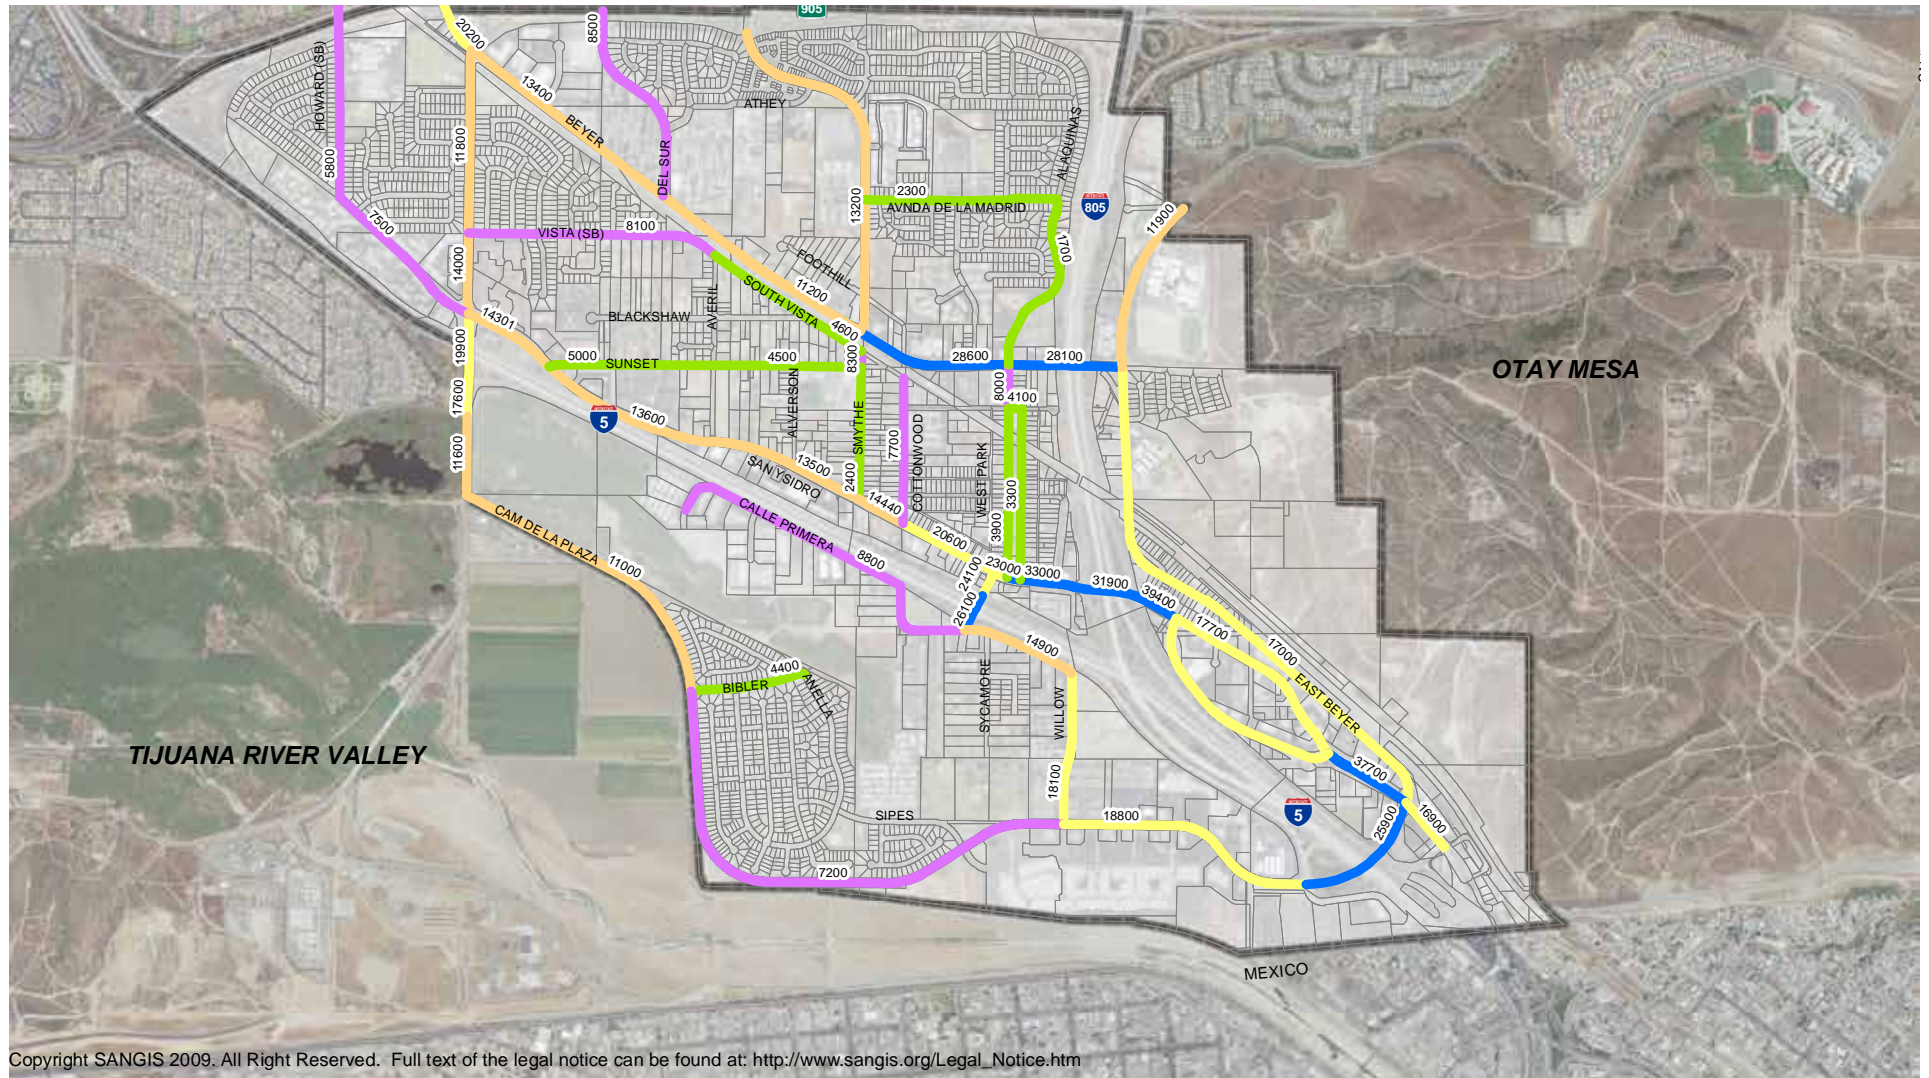 905
20200
8500
HOWARD (SB)
13400
ATHEY
BEYER
11800
ALAQUINAS
5800
DEL SUR
2300
13200
AVNDA DE LA MADRID
805
11900
7500
VISTA (SB)
8100
1700
14000
FOOTHILL
11200
SOUTH VISTA
AVERIL
BLACKSHAW
14301
4600
19900
5000
SUNSET
4500
8300
28600
28100
OTAY MESA
17600
8000
4100
ALVERSON
5
13600
SMYTHE
7700
COTTONWOOD
11600
WEST PARK
SAN YSIDRO
13500
2400
14440
3300
CALLE PRIMERA
CAM DE LA PLAZA
3900
20600
11000
8800
24100
23000
33000
31900
39400
26100
17700
14900
17000
4400
BIBLER
ANELLA
SYCAMORE
WILLOW
EAST BEYER
TIJUANA RIVER VALLEY
37700
18100
SIPES
18800
5
25900
16900
7200
MEXICO
Copyright SANGIS 2009. All Right Reserved. Full text of the legal notice can be found at: http://www.sangis.org/Legal_Notice.htm